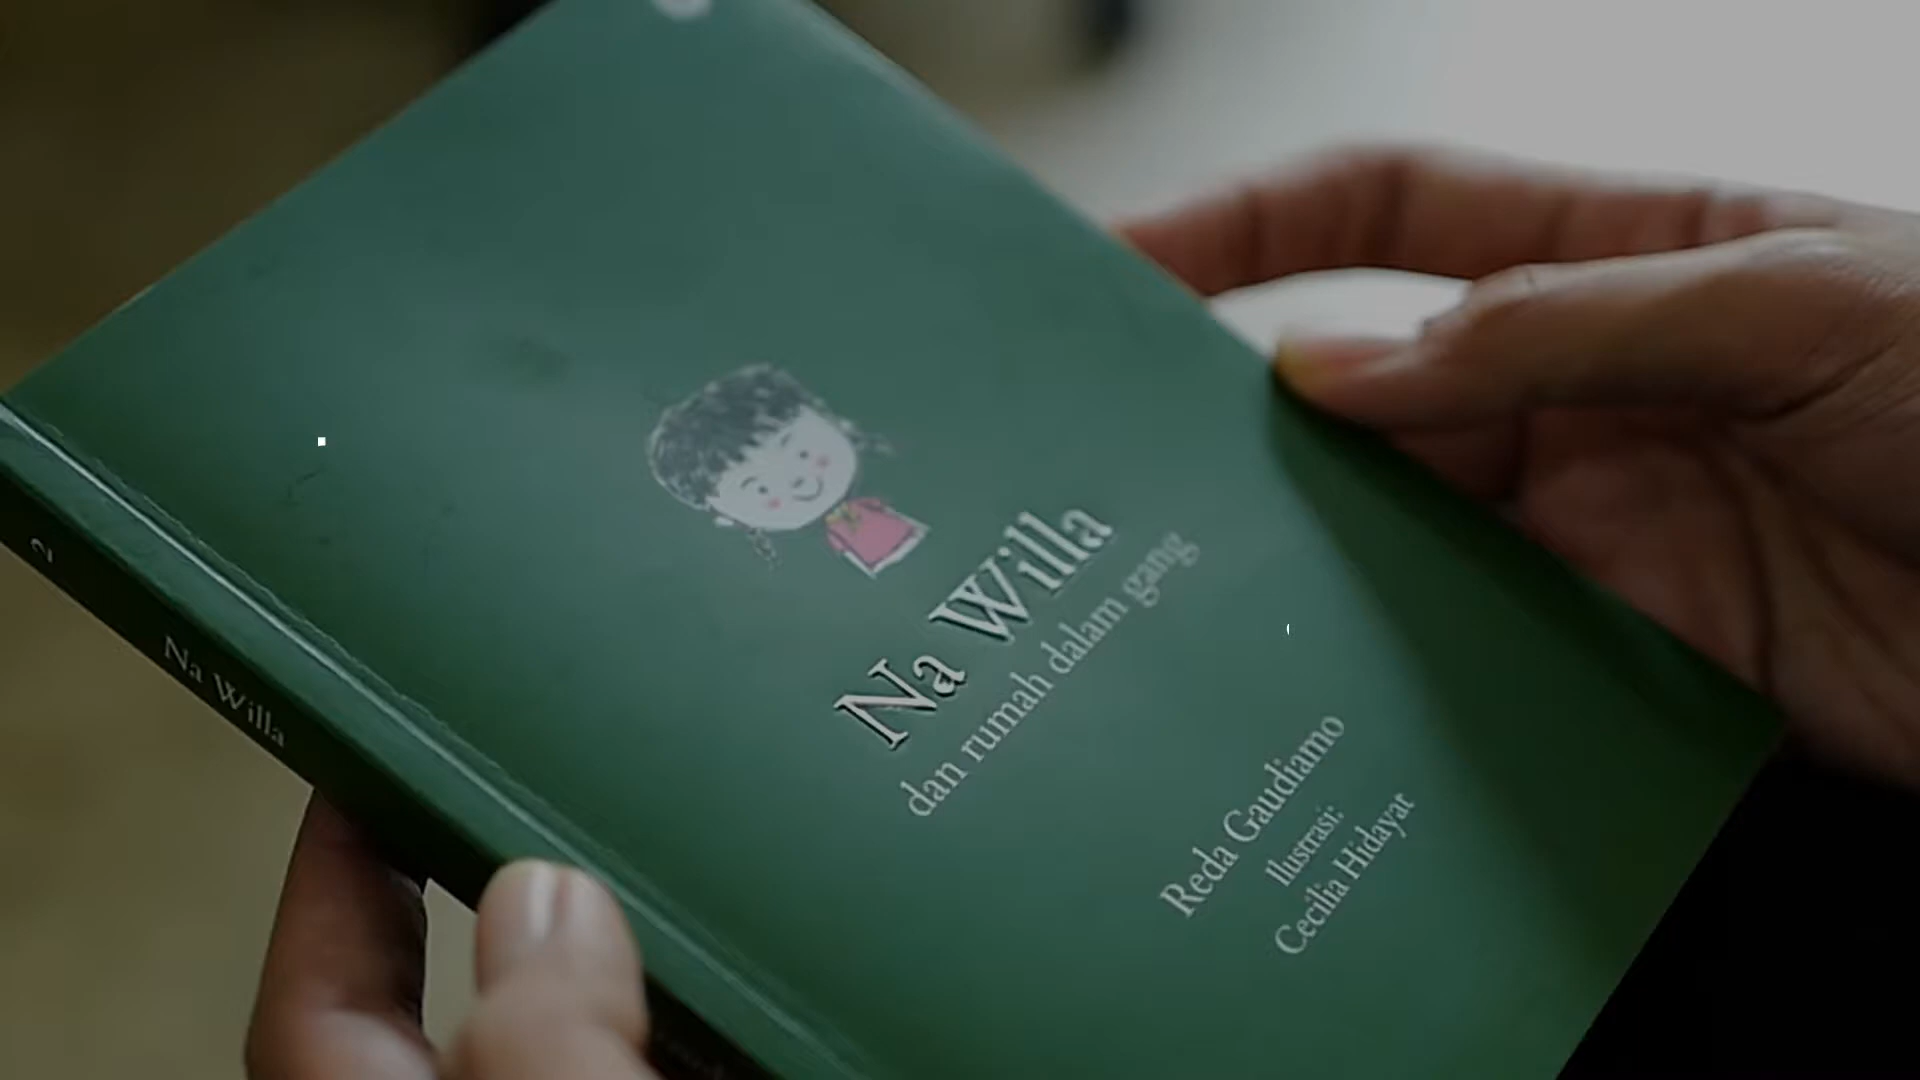 Na Willa
dan rumah dalam gang
Reda Gaudiamo
Ilustrasi:
Cecilia Hidayat
2
Na Willa